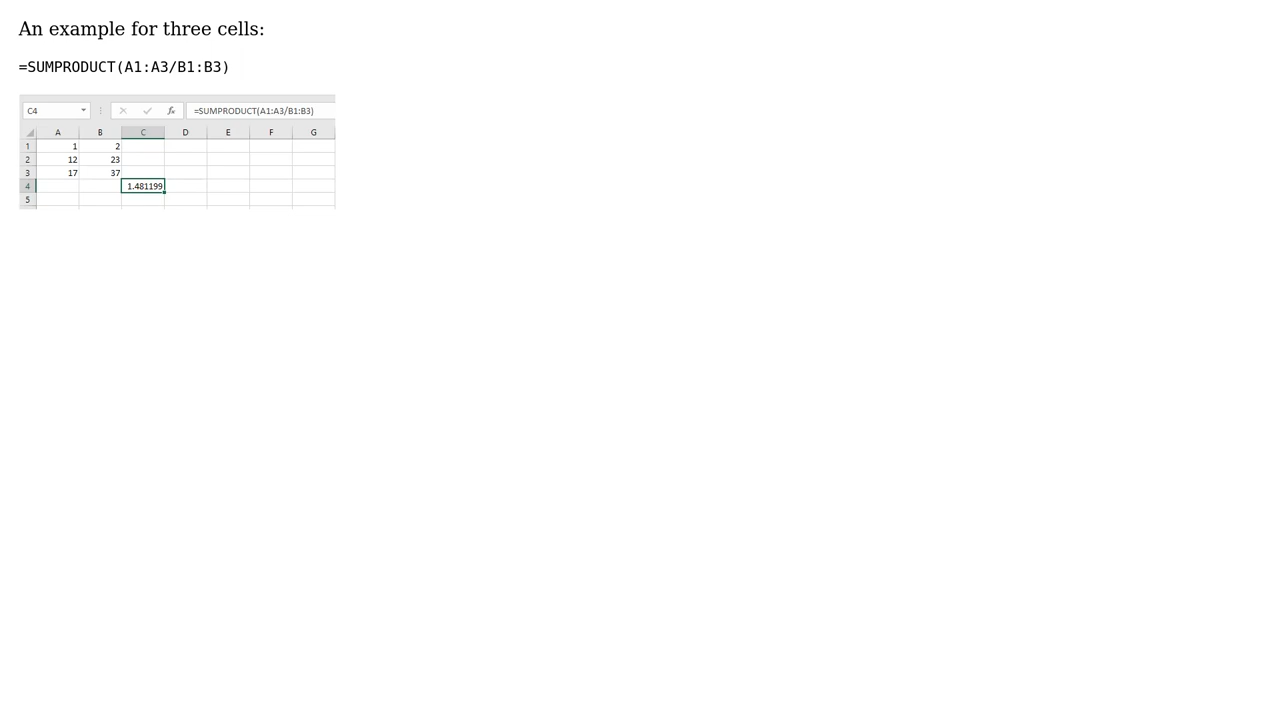 An example for three cells:
=SUMPRODUCT(A1:A3/B1:B3)
C4 =SUMPRODUCT(A1:A3/B1:B3)
A B C D E F G
1 1 2
2 12 23
3 17 37
4 1.481199
5